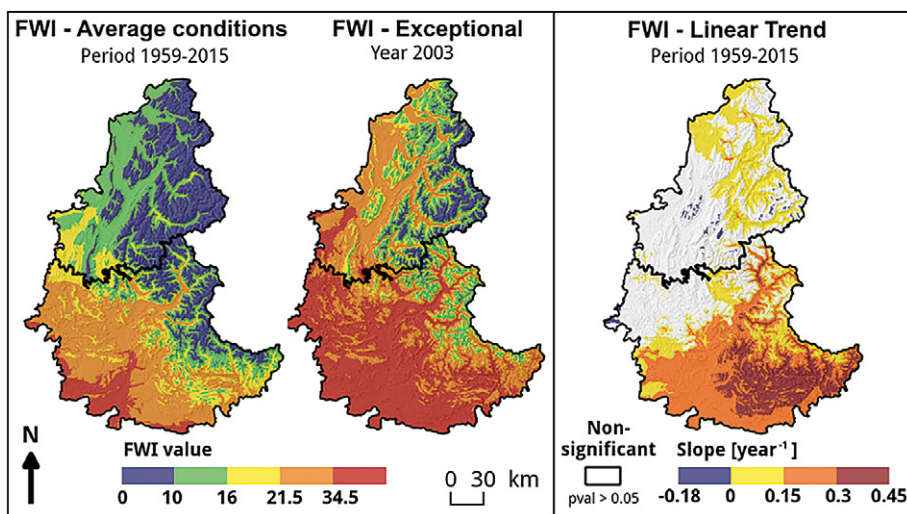 FWI - Average conditions
Period 1959-2015
FWI - Exceptional
Year 2003
FWI - Linear Trend
Period 1959-2015
N
FWI value
0 10 16 21.5 34.5
0 30 km
Non-
significant
pval > 0.05
Slope [year⁻¹]
-0.18 0 0.15 0.3 0.45